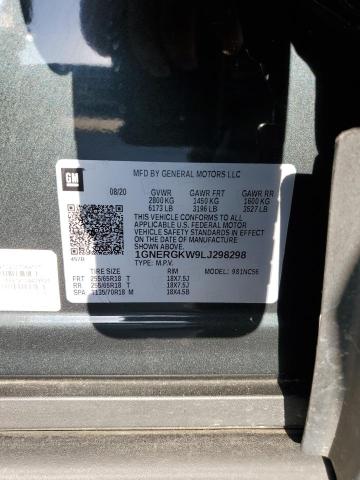 GM
MFD BY GENERAL MOTORS LLC
08/20 GVWR GAWR FRT GAWR RR
2800 KG 1450 KG 1600 KG
6173 LB 3196 LB 3527 LB
THIS VEHICLE CONFORMS TO ALL APPLICABLE
U.S. FEDERAL MOTOR VEHICLE SAFETY
STANDARDS IN EFFECT ON THE DATE OF
MANUFACTURE SHOWN ABOVE.
1GNERGKW9LJ298298
TYPE: M.P.V. MODEL: 981NC56
TIRE SIZE RIM
FRT 255/65R18 T 18X7.5J
RR 255/65R18 T 18X7.5J
SPA T135/70R18 M 18X4.5B